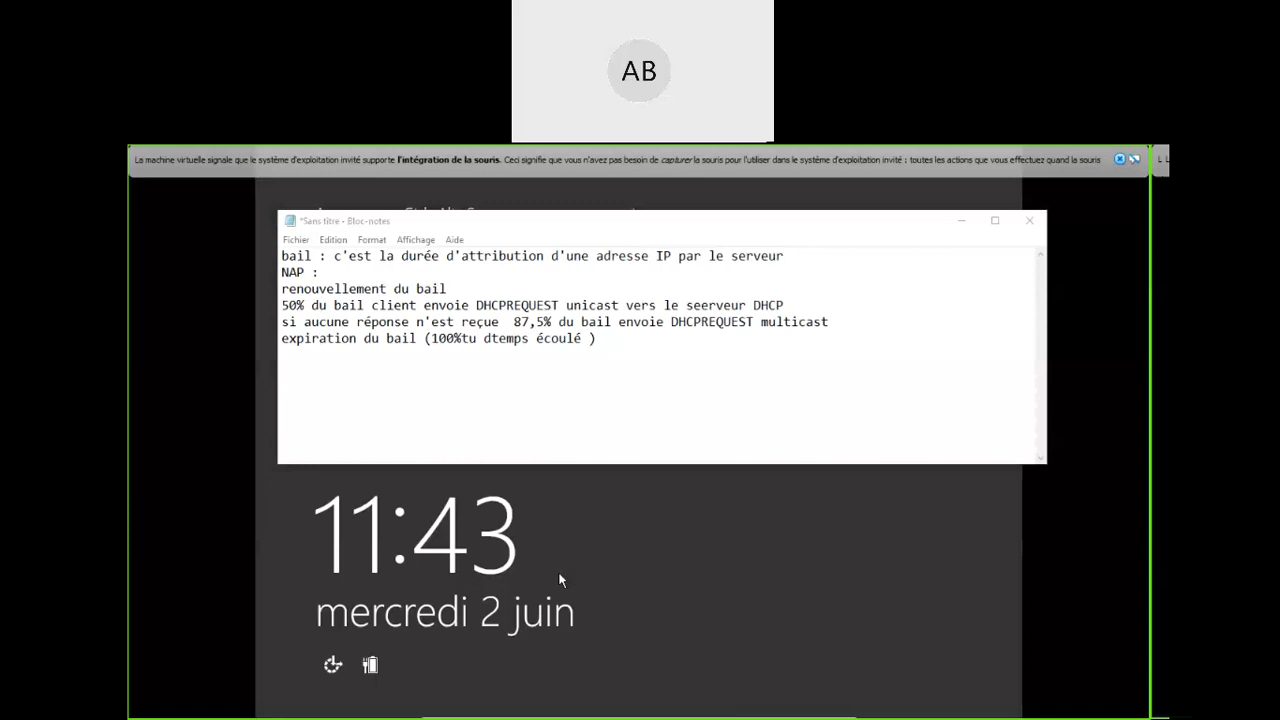 AB
La machine virtuelle signale que le système d'exploitation invité supporte l'intégration de la souris. Ceci signifie que vous n'avez pas besoin de capturer la souris pour l'utiliser dans le système d'exploitation invité ; toutes les actions que vous effectuez quand la souris
*Sans titre - Bloc-notes
Fichier Edition Format Affichage Aide
bail : c'est la durée d'attribution d'une adresse IP par le serveur
NAP :
renouvellement du bail
50% du bail client envoie DHCPREQUEST unicast vers le seerveur DHCP
si aucune réponse n'est reçue  87,5% du bail envoie DHCPREQUEST multicast
expiration du bail (100%tu dtemps écoulé )
11:43
mercredi 2 juin